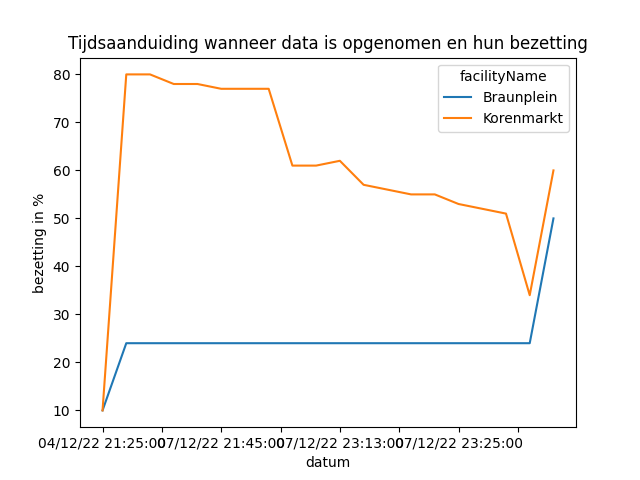 Tijdsaanduiding wanneer data is opgenomen en hun bezetting
facilityName
Braunplein
Korenmarkt
bezetting in %
80
70
60
50
40
30
20
10
04/12/22 21:25:00
07/12/22 21:45:00
07/12/22 23:13:00
07/12/22 23:25:00
datum